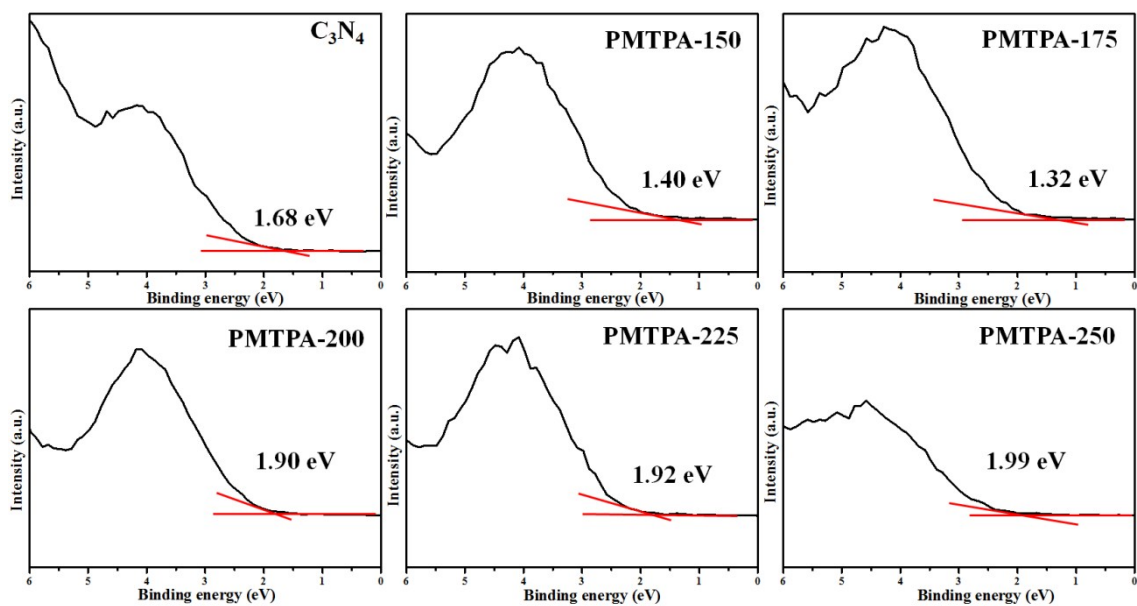 C₃N₄
1.68 eV
Intensity (a.u.)
6 5 4 3 2 1 0
Binding energy (eV)
PMTPA-150
1.40 eV
Intensity (a.u.)
6 5 4 3 2 1 0
Binding energy (eV)
PMTPA-175
1.32 eV
Intensity (a.u.)
6 5 4 3 2 1 0
Binding energy (eV)
PMTPA-200
1.90 eV
Intensity (a.u.)
6 5 4 3 2 1 0
Binding energy (eV)
PMTPA-225
1.92 eV
Intensity (a.u.)
6 5 4 3 2 1 0
Binding energy (eV)
PMTPA-250
1.99 eV
Intensity (a.u.)
6 5 4 3 2 1 0
Binding energy (eV)